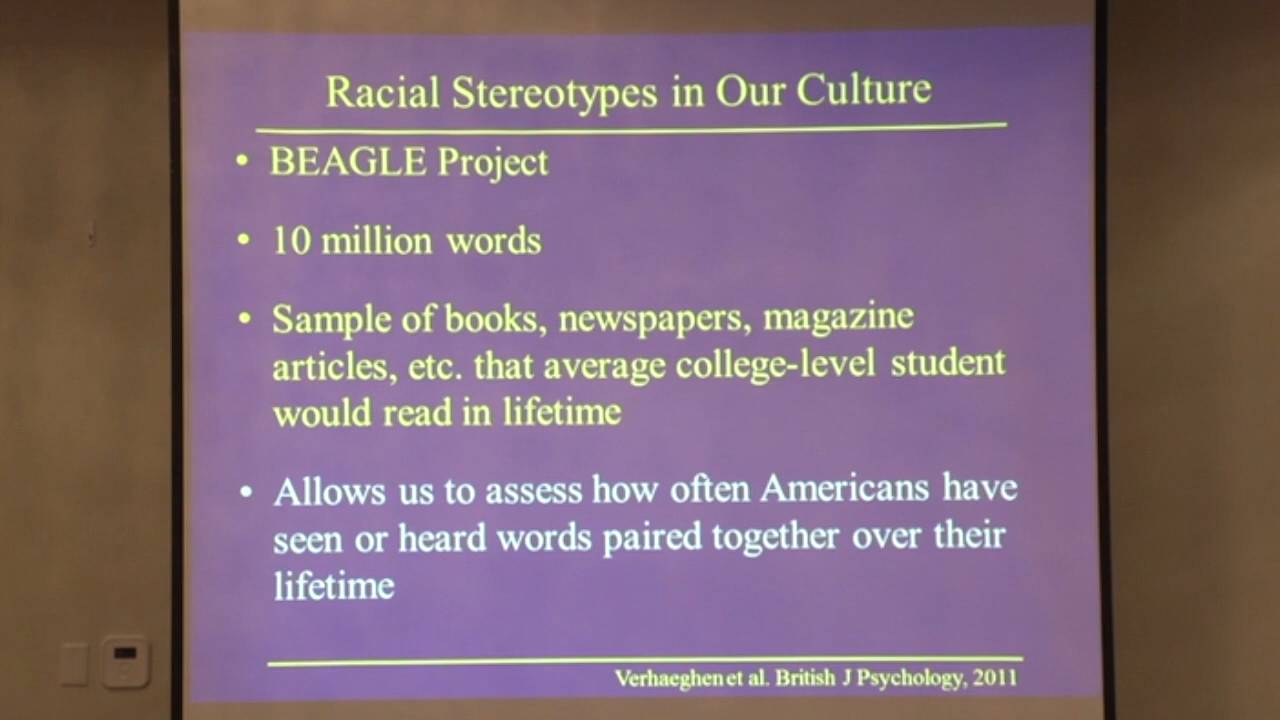 Racial Stereotypes in Our Culture
• BEAGLE Project
• 10 million words
• Sample of books, newspapers, magazine
articles, etc. that average college-level student
would read in lifetime
• Allows us to assess how often Americans have
seen or heard words paired together over their
lifetime
Verhaeghen et al. British J Psychology, 2011